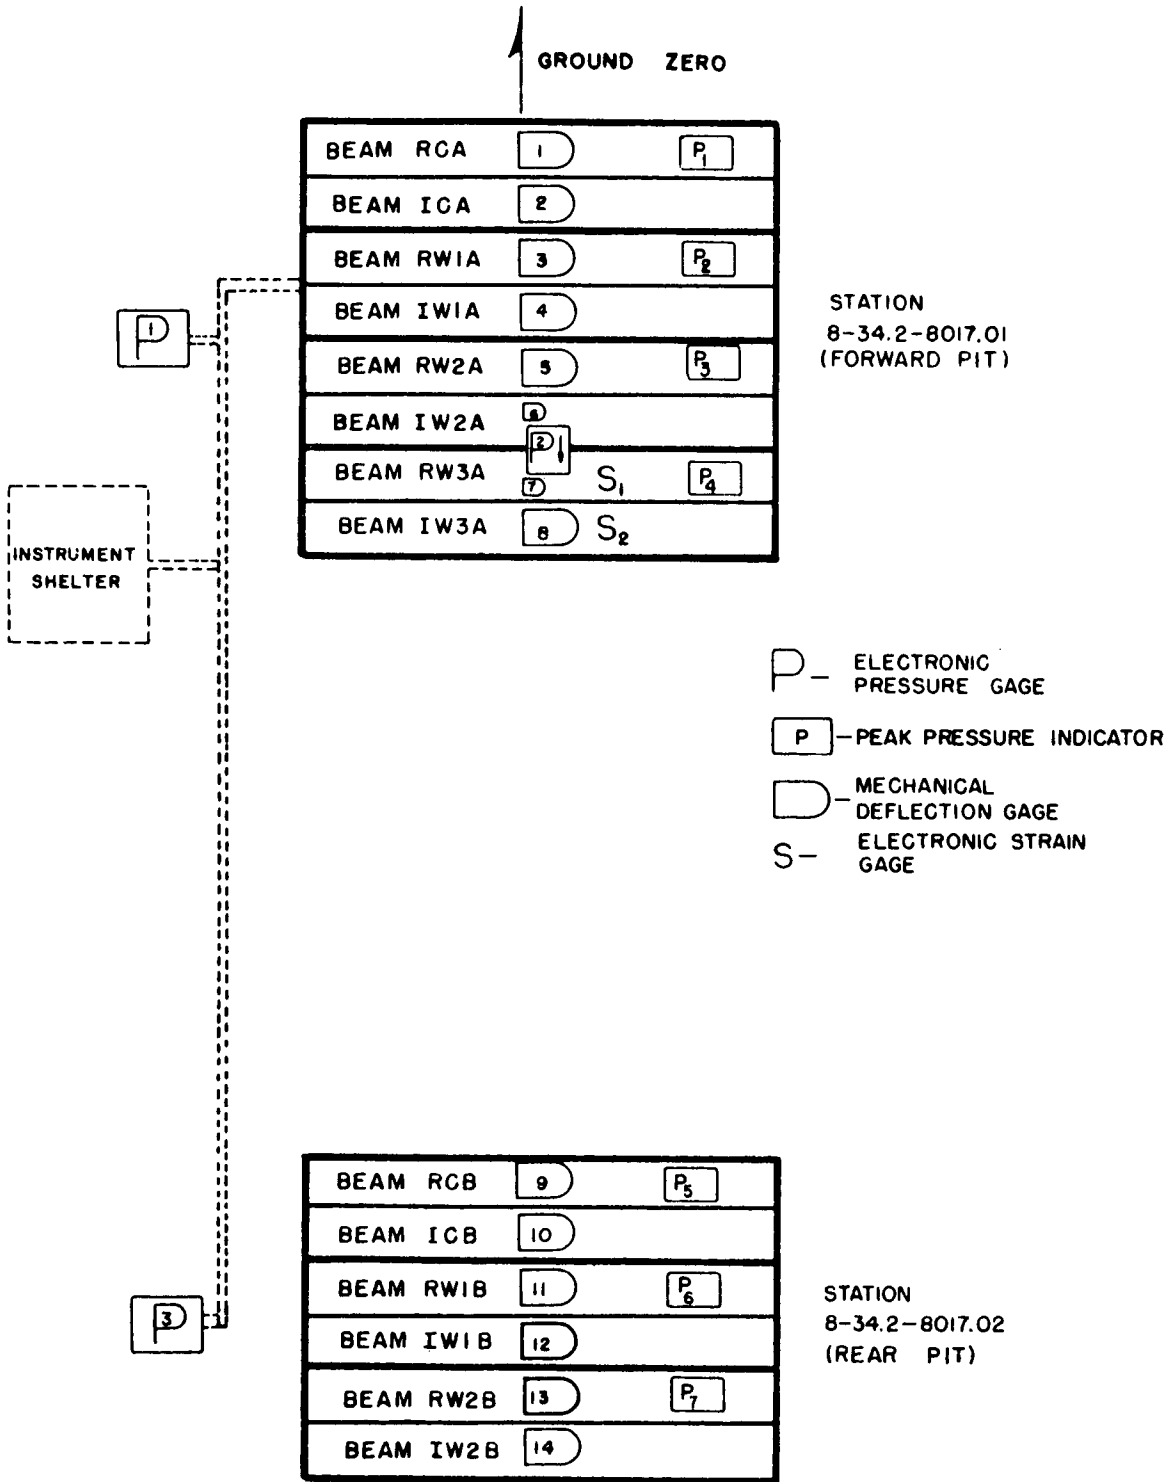 GROUND ZERO
BEAM RCA 1 P1
BEAM ICA 2
BEAM RW1A 3 P2
BEAM IW1A 4
BEAM RW2A 5 P3
BEAM IW2A 6
P 2
BEAM RW3A 7 S1 P4
BEAM IW3A 8 S2
STATION
8-34.2-8017.01
(FORWARD PIT)
P 1
INSTRUMENT
SHELTER
P – ELECTRONIC
PRESSURE GAGE
P – PEAK PRESSURE INDICATOR
– MECHANICAL
DEFLECTION GAGE
S – ELECTRONIC STRAIN
GAGE
BEAM RCB 9 P5
BEAM ICB 10
BEAM RW1B 11 P6
BEAM IW1B 12
BEAM RW2B 13 P7
BEAM IW2B 14
P 3
STATION
8-34.2-8017.02
(REAR PIT)